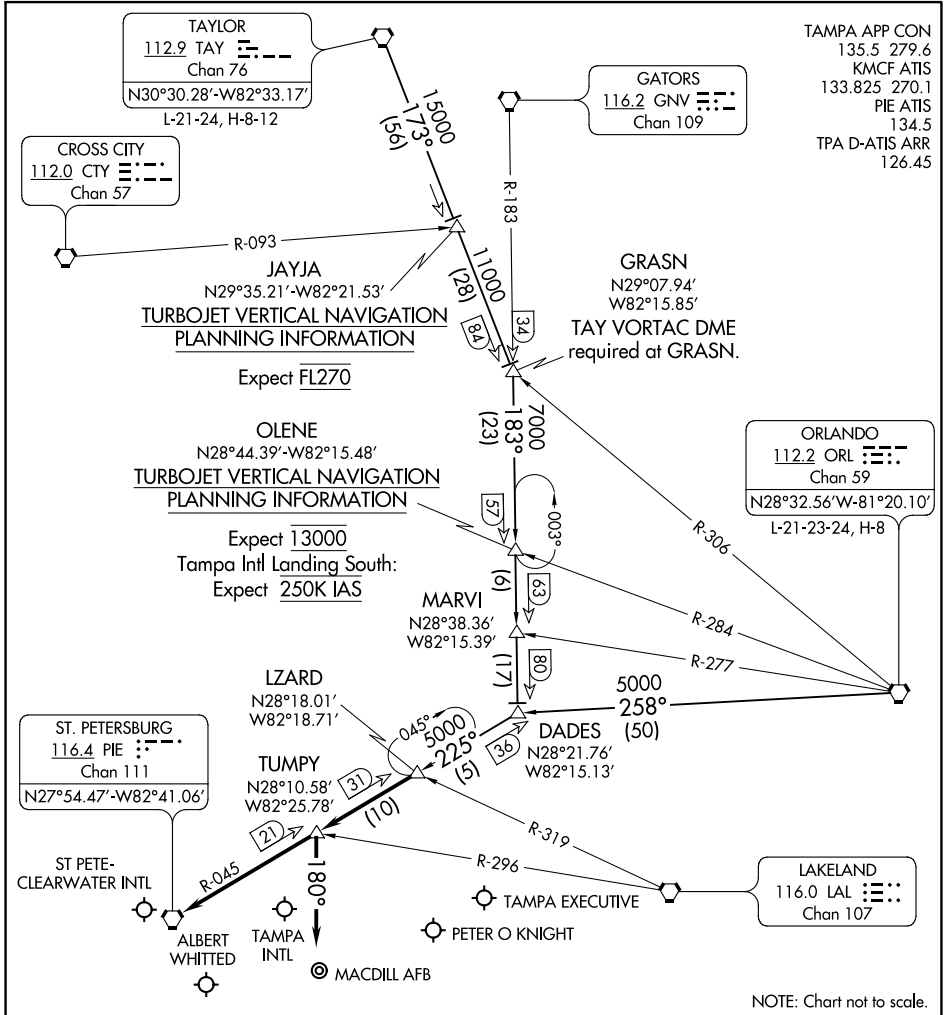 TAYLOR
112.9 TAY
Chan 76
N30°30.28'-W82°33.17'
L-21-24, H-8-12
TAMPA APP CON
135.5 279.6
KMCF ATIS
133.825 270.1
PIE ATIS
134.5
TPA D-ATIS ARR
126.45
GATORS
116.2 GNV
Chan 109
CROSS CITY
112.0 CTY
Chan 57
15000
173°
(56)
R-183
R-093
JAYJA
N29°35.21'-W82°21.53'
TURBOJET VERTICAL NAVIGATION
PLANNING INFORMATION
Expect FL270
11000
(28)
84
34
GRASN
N29°07.94'
W82°15.85'
TAY VORTAC DME
required at GRASN.
7000
183°
(23)
OLENE
N28°44.39'-W82°15.48'
TURBOJET VERTICAL NAVIGATION
PLANNING INFORMATION
Expect 13000
Tampa Intl Landing South:
Expect 250K IAS
57
003°
ORLANDO
112.2 ORL
Chan 59
N28°32.56'W-81°20.10'
L-21-23-24, H-8
R-306
R-284
R-277
(6)
63
MARVI
N28°38.36'
W82°15.39'
(17)
80
5000
258°
(50)
LZARD
N28°18.01'
W82°18.71'
045°
5000
225°
(5)
36
DADES
N28°21.76'
W82°15.13'
ST. PETERSBURG
116.4 PIE
Chan 111
N27°54.47'-W82°41.06'
TUMPY
N28°10.58'
W82°25.78'
31
(10)
21
R-045
180°
R-319
R-296
LAKELAND
116.0 LAL
Chan 107
ST PETE-
CLEARWATER INTL
ALBERT
WHITTED
TAMPA
INTL
TAMPA EXECUTIVE
PETER O KNIGHT
MACDILL AFB
NOTE: Chart not to scale.